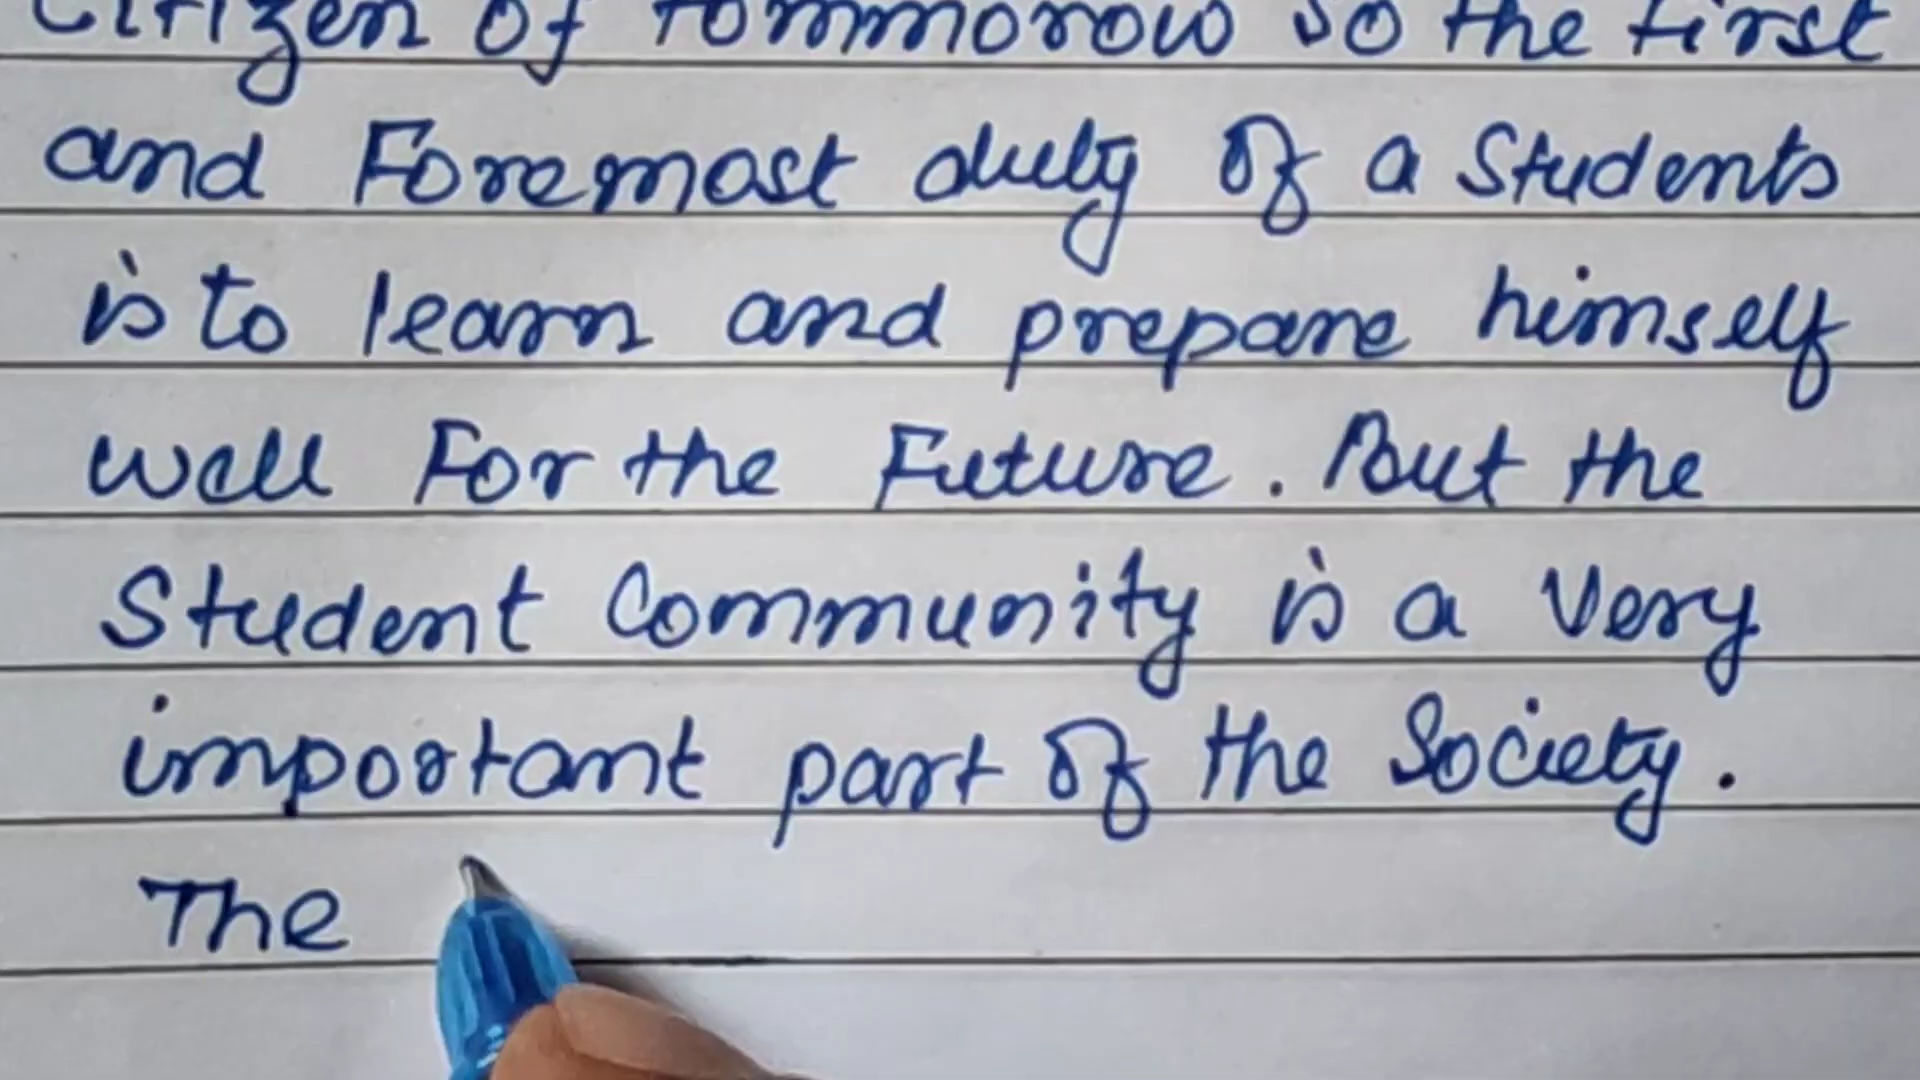 Citizen of tommorow so the first
and Foremost duty of a Students
is to learn and prepare himself
well For the Future. But the
Student Community is a Very
important part of the Society.
The